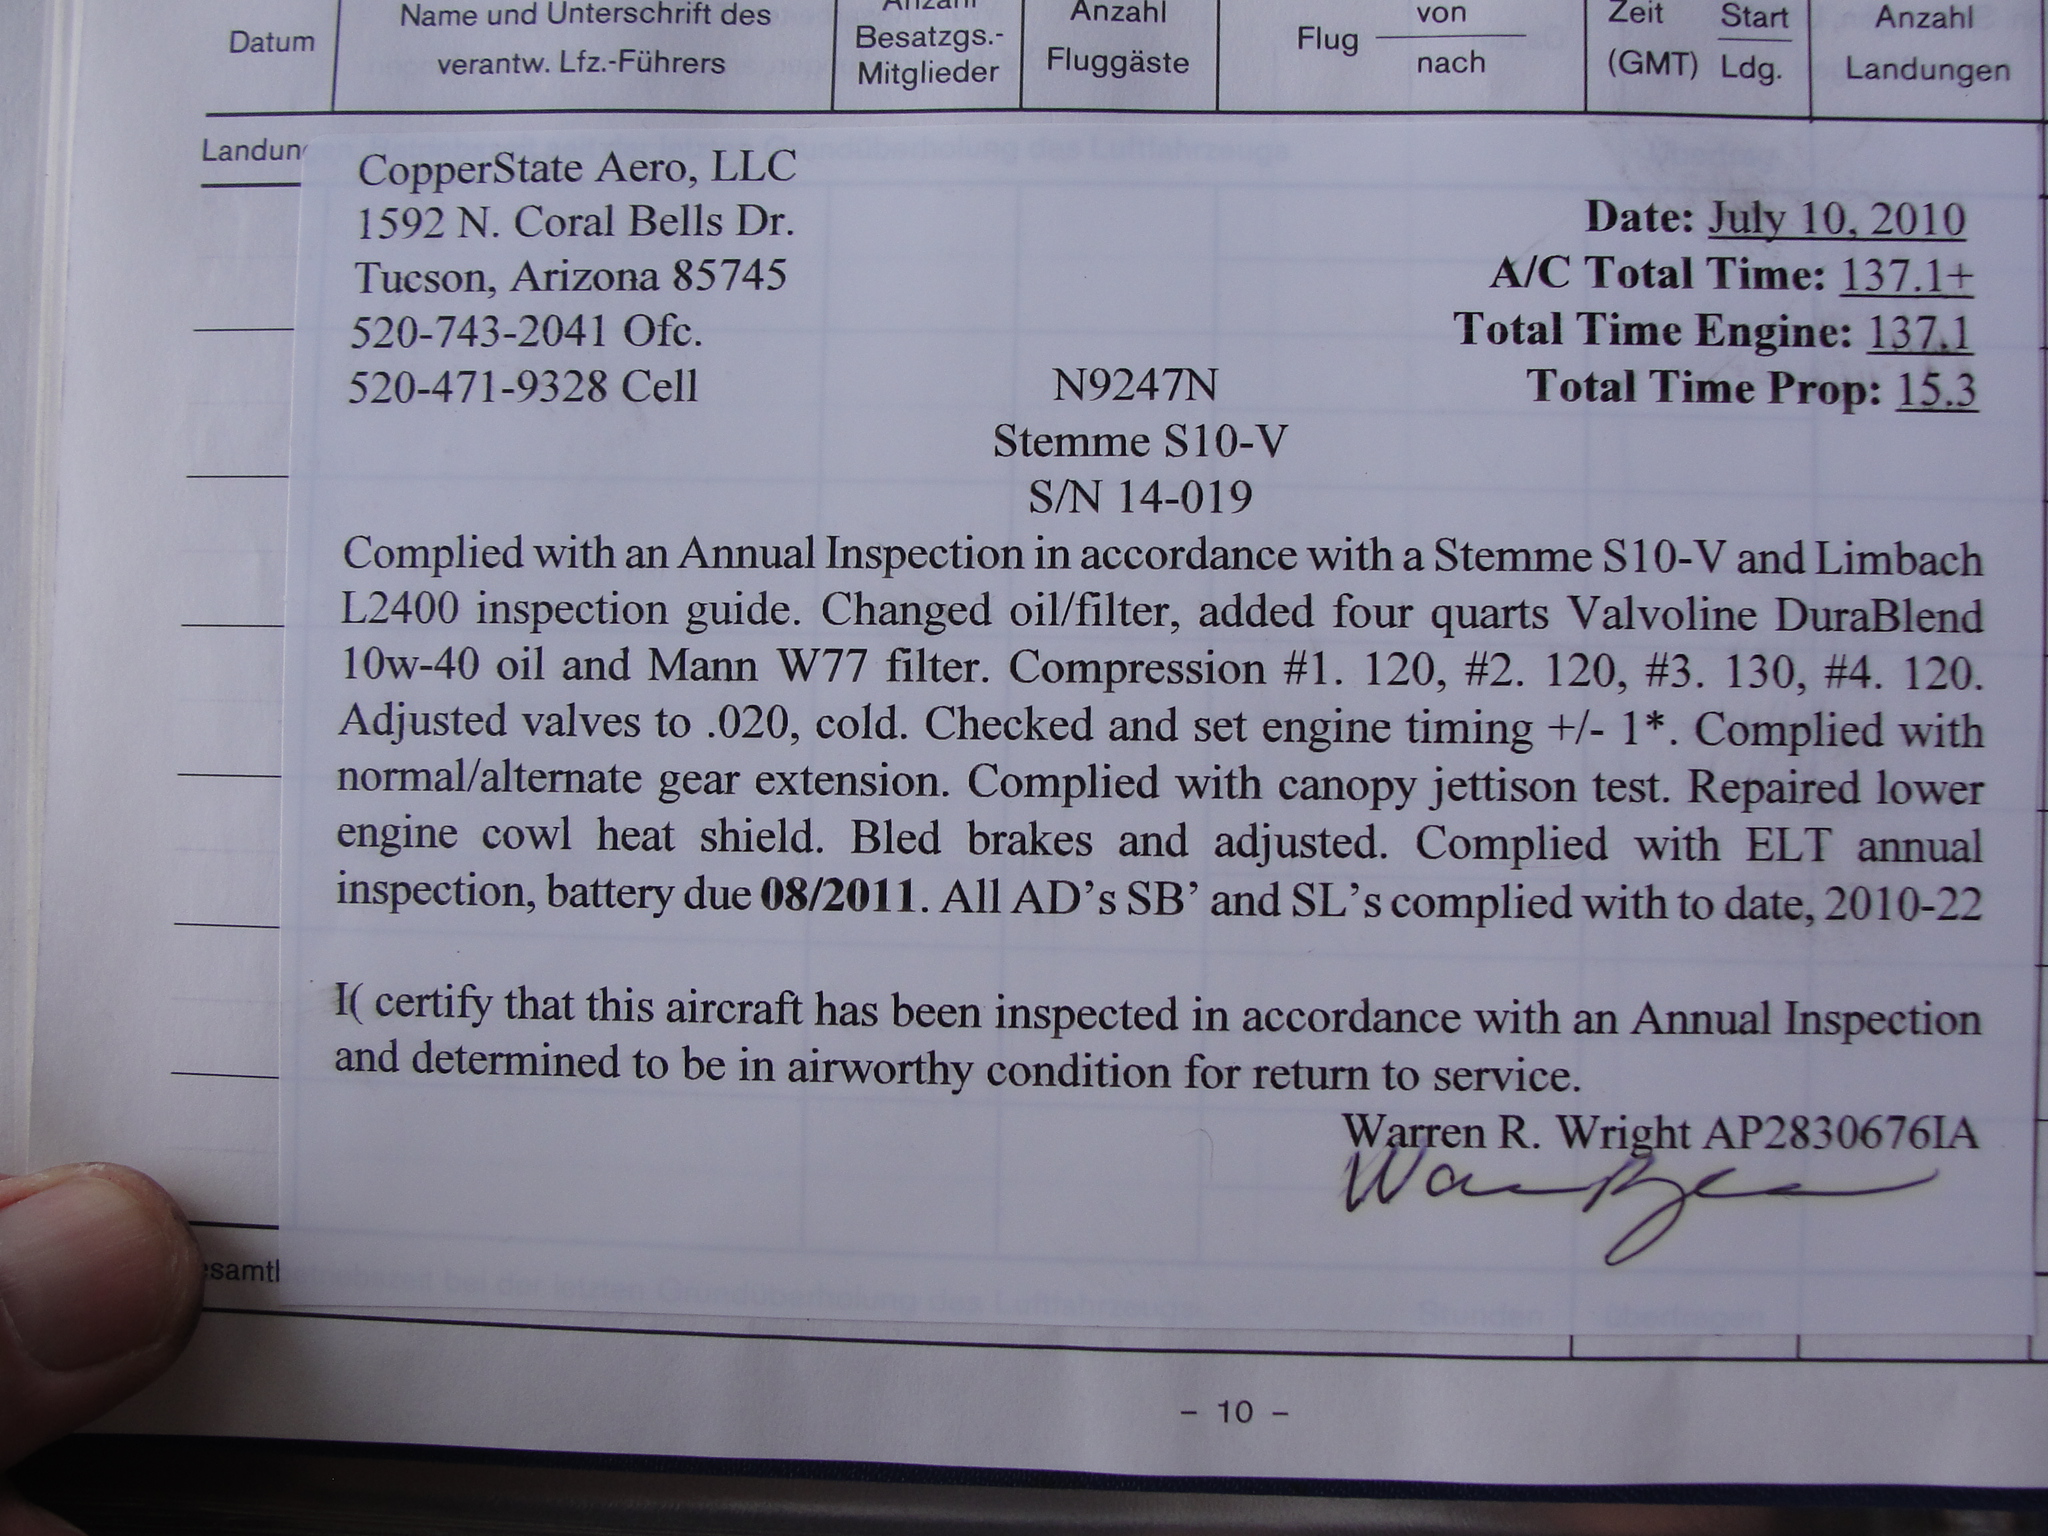 Datum
Name und Unterschrift des
verantw. Lfz.-Führers
Anzahl
Besatzgs.-
Mitglieder
Anzahl
Fluggäste
Flug von
nach
Zeit Start
(GMT) Ldg.
Anzahl
Landungen
CopperState Aero, LLC
1592 N. Coral Bells Dr.
Tucson, Arizona 85745
520-743-2041 Ofc.
520-471-9328 Cell
Date: July 10, 2010
A/C Total Time: 137.1+
Total Time Engine: 137.1
Total Time Prop: 15.3
N9247N
Stemme S10-V
S/N 14-019
Complied with an Annual Inspection in accordance with a Stemme S10-V and Limbach
L2400 inspection guide. Changed oil/filter, added four quarts Valvoline DuraBlend
10w-40 oil and Mann W77 filter. Compression #1. 120, #2. 120, #3. 130, #4. 120.
Adjusted valves to .020, cold. Checked and set engine timing +/- 1*. Complied with
normal/alternate gear extension. Complied with canopy jettison test. Repaired lower
engine cowl heat shield. Bled brakes and adjusted. Complied with ELT annual
inspection, battery due 08/2011. All AD's SB' and SL's complied with to date, 2010-22
I( certify that this aircraft has been inspected in accordance with an Annual Inspection
and determined to be in airworthy condition for return to service.
Warren R. Wright AP2830676IA
- 10 -